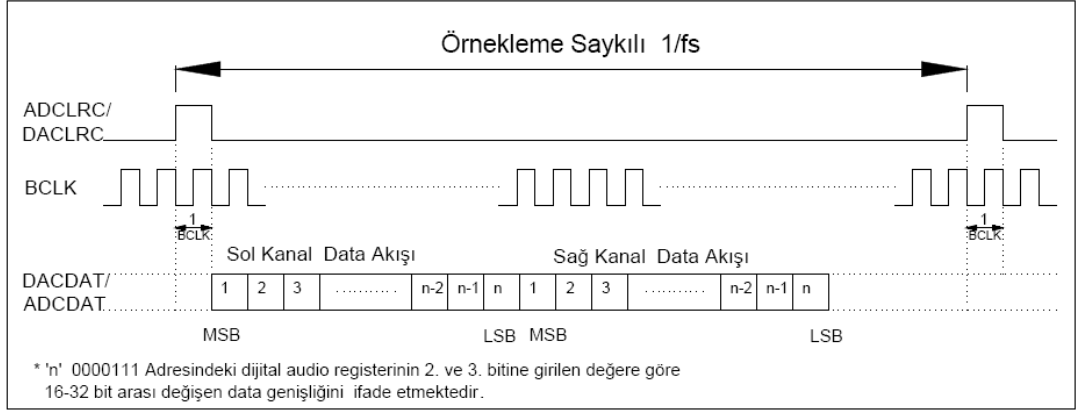 Örnekleme Saykılı 1/fs
ADCLRC/
DACLRC
BCLK
1
BCLK
1
BCLK
Sol Kanal Data Akışı
Sağ Kanal Data Akışı
DACDAT/
ADCDAT
1 2 3 ........... n-2 n-1 n 1 2 3 ........... n-2 n-1 n
MSB LSB MSB LSB
* 'n' 0000111 Adresindeki dijital audio registerinin 2. ve 3. bitine girilen değere göre
16-32 bit arası değişen data genişliğini ifade etmektedir.